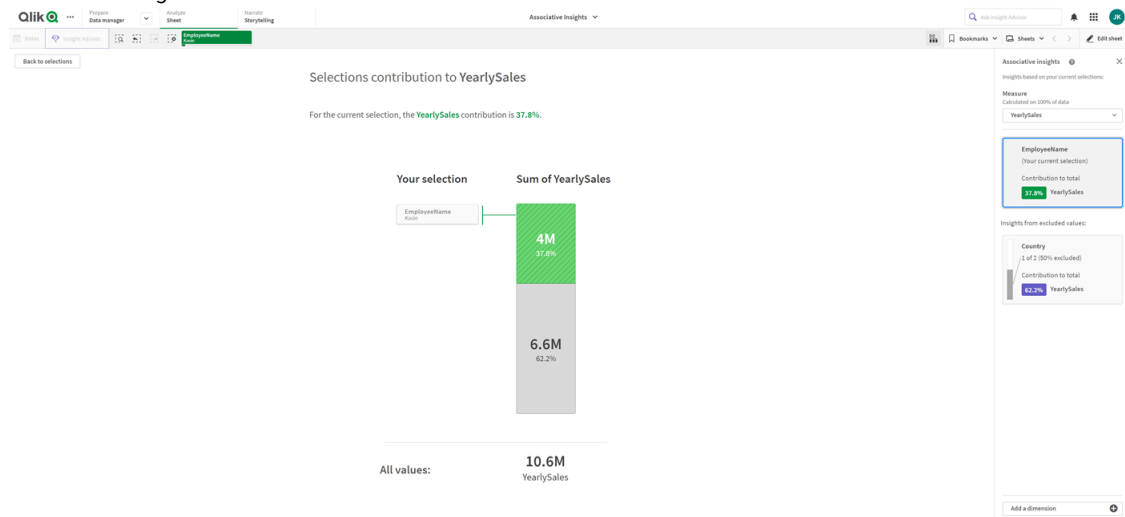 Qlik
Prepare
Data manager
Analyze
Sheet
Narrate
Storytelling
Associative Insights
Ask Insight Advisor
JK
Notes
Insight Advisor
EmployeeName
Kasie
Bookmarks
Sheets
Edit sheet
Back to selections
Selections contribution to YearlySales
For the current selection, the YearlySales contribution is 37.8%.
Your selection
Sum of YearlySales
EmployeeName
Kasie
4M
37.8%
6.6M
62.2%
All values:
10.6M
YearlySales
Associative insights
Insights based on your current selections:
Measure
Calculated on 100% of data
YearlySales
EmployeeName
(Your current selection)
Contribution to total
37.8% YearlySales
Insights from excluded values:
Country
1 of 2 (50% excluded)
Contribution to total
62.2% YearlySales
Add a dimension